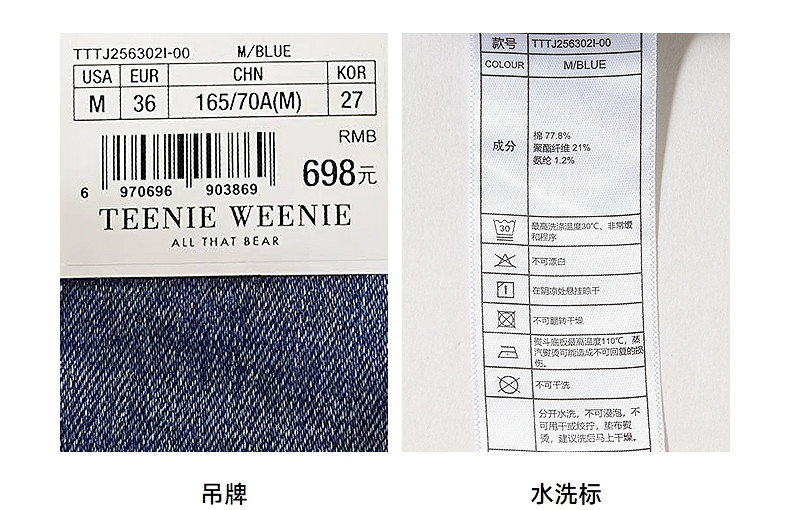 TTTJ256302I-00 M/BLUE
USA EUR CHN KOR
M 36 165/70A(M) 27
RMB
698元
6 970696 903869
TEENIE WEENIE
ALL THAT BEAR
款号 TTTJ256302I-00
COLOUR M/BLUE
成分
棉 77.8%
聚酯纤维 21%
氨纶 1.2%
30
最高洗涤温度30℃、非常缓
和程序
不可漂白
在阴凉处悬挂晾干
不可翻转干燥
熨斗底板最高温度110℃，蒸
汽熨烫可能造成不可回复的损
伤。
不可干洗
分开水洗，不可浸泡，不
可甩干或绞拧，垫布熨
烫，建议洗后马上干燥。
吊牌
水洗标